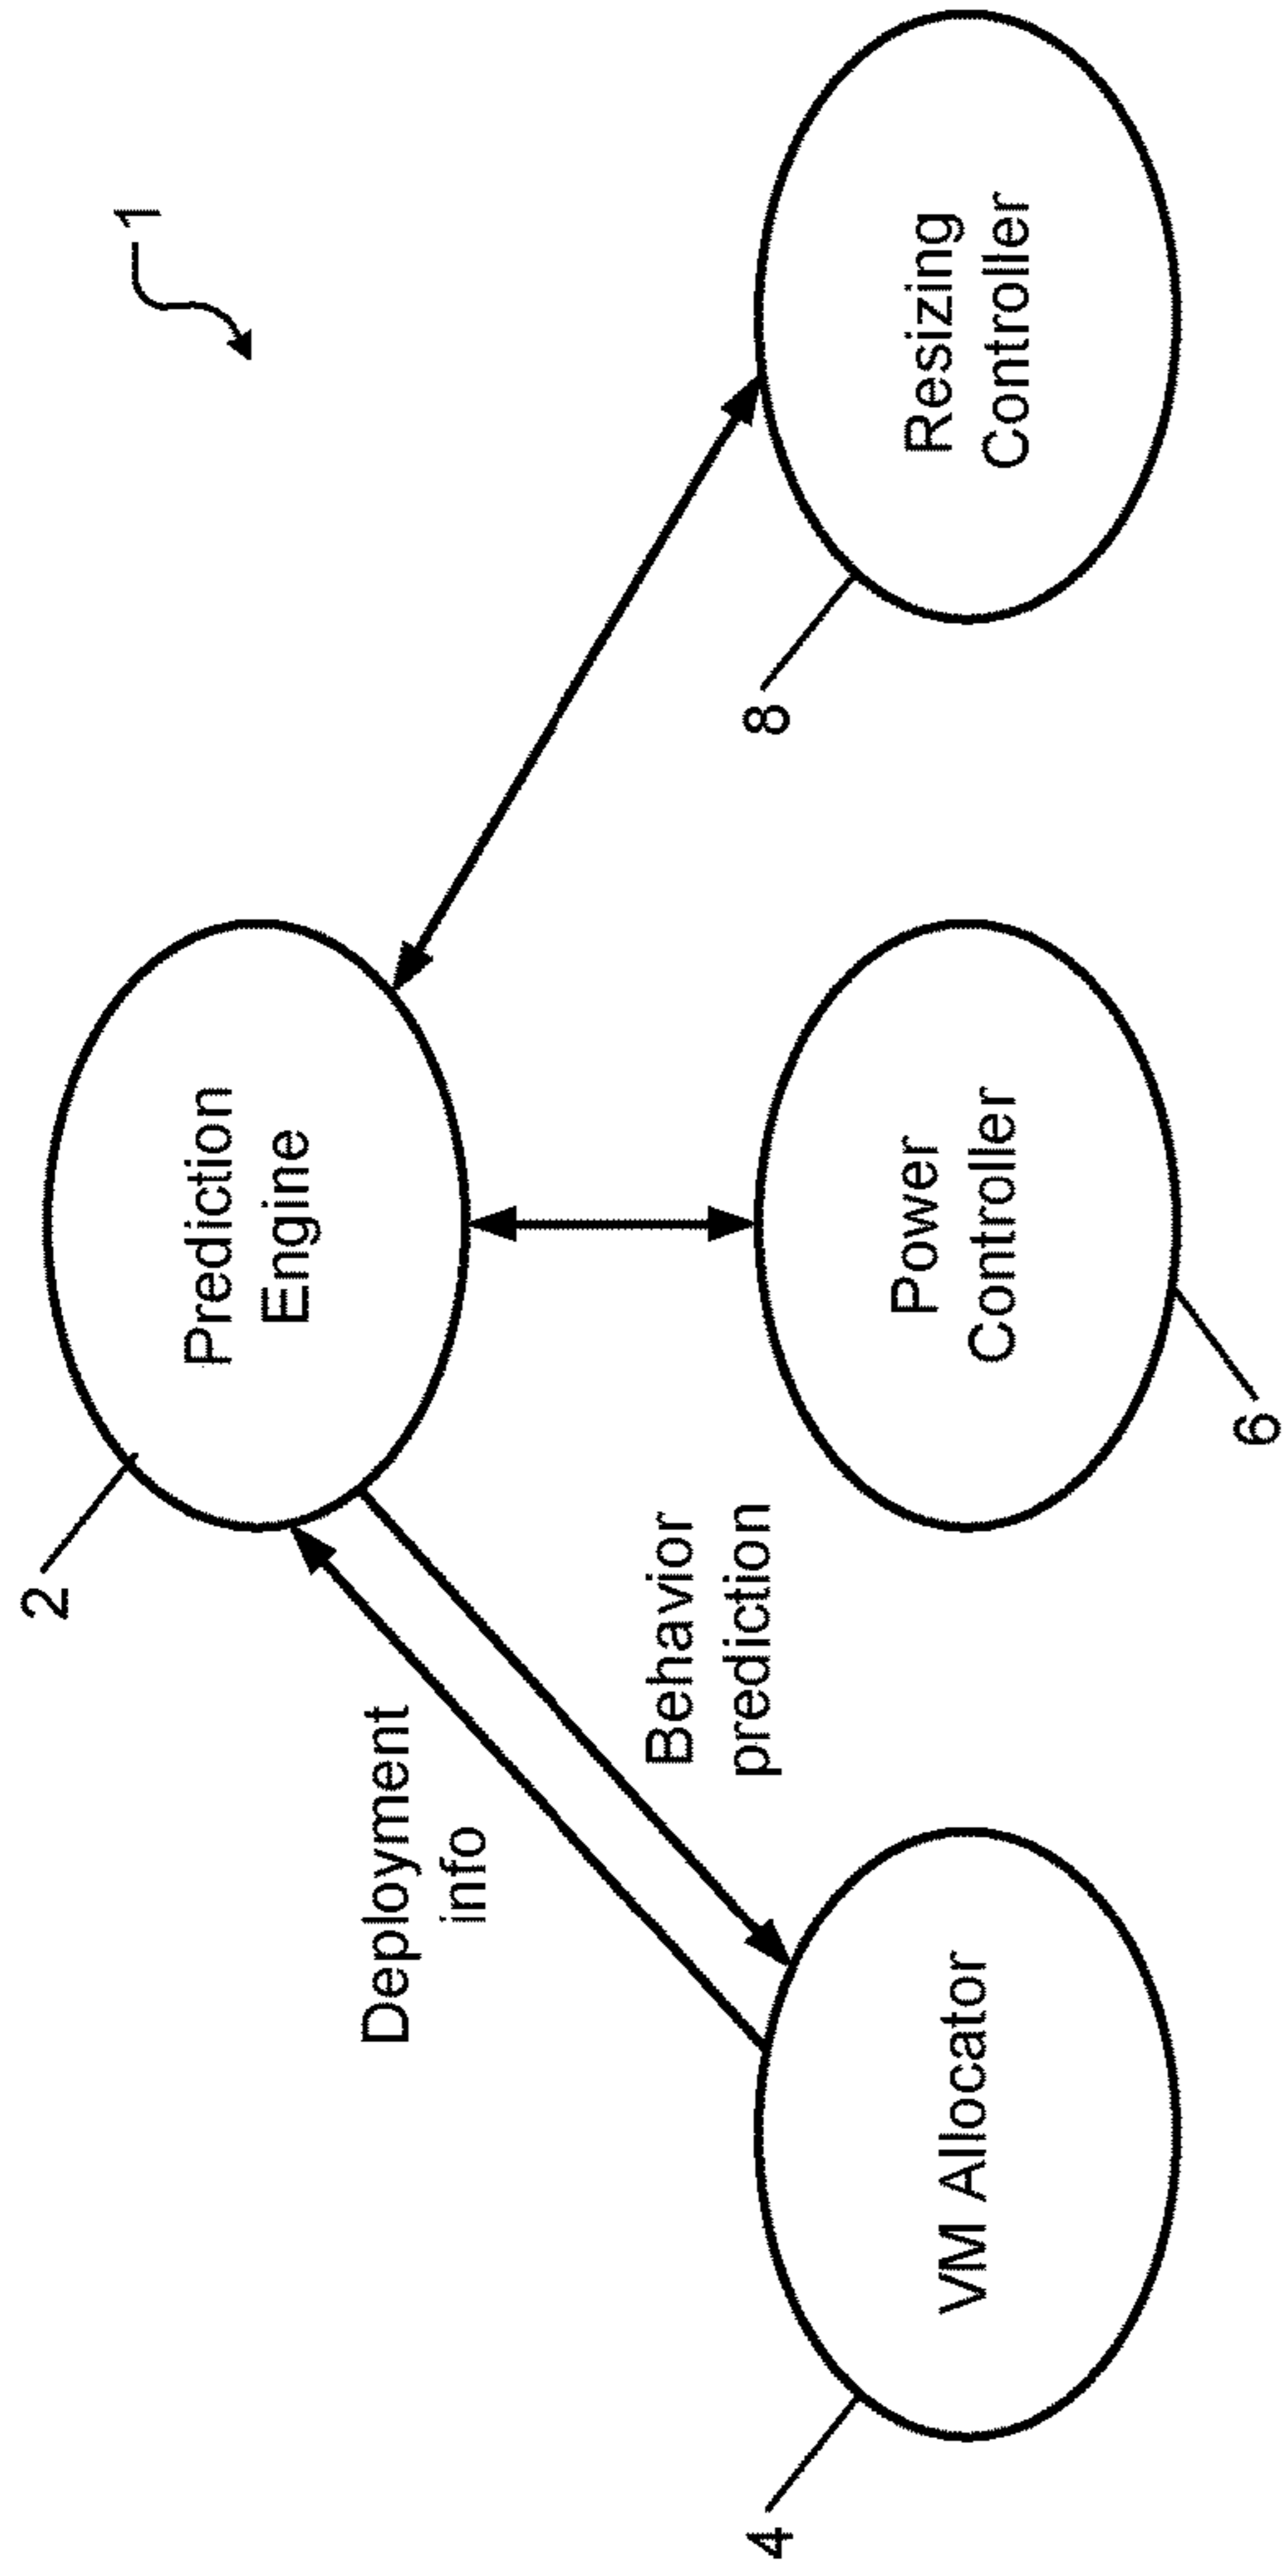 1
2
Prediction
Engine
Deployment
info
Behavior
prediction
4
VM Allocator
Power
Controller
6
8
Resizing
Controller